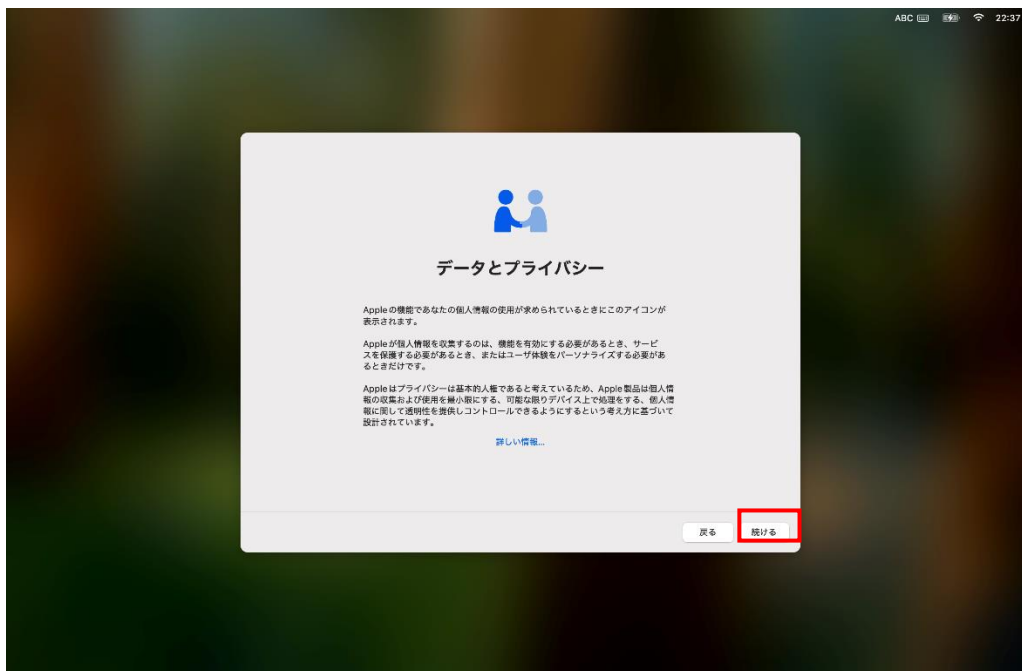 ABC 22:37
データとプライバシー
Appleの機能であなたの個人情報の使用が求められているときにこのアイコンが
表示されます。
Appleが個人情報を収集するのは、機能を有効にする必要があるとき、サービ
スを保護する必要があるとき、またはユーザ体験をパーソナライズする必要があ
るときだけです。
Appleはプライバシーは基本的人権であると考えているため、Apple製品は個人情
報の収集および使用を最小限にする、可能な限りデバイス上で処理をする、個人情
報に関して透明性を提供しコントロールできるようにするという考え方に基づいて
設計されています。
詳しい情報...
戻る 続ける